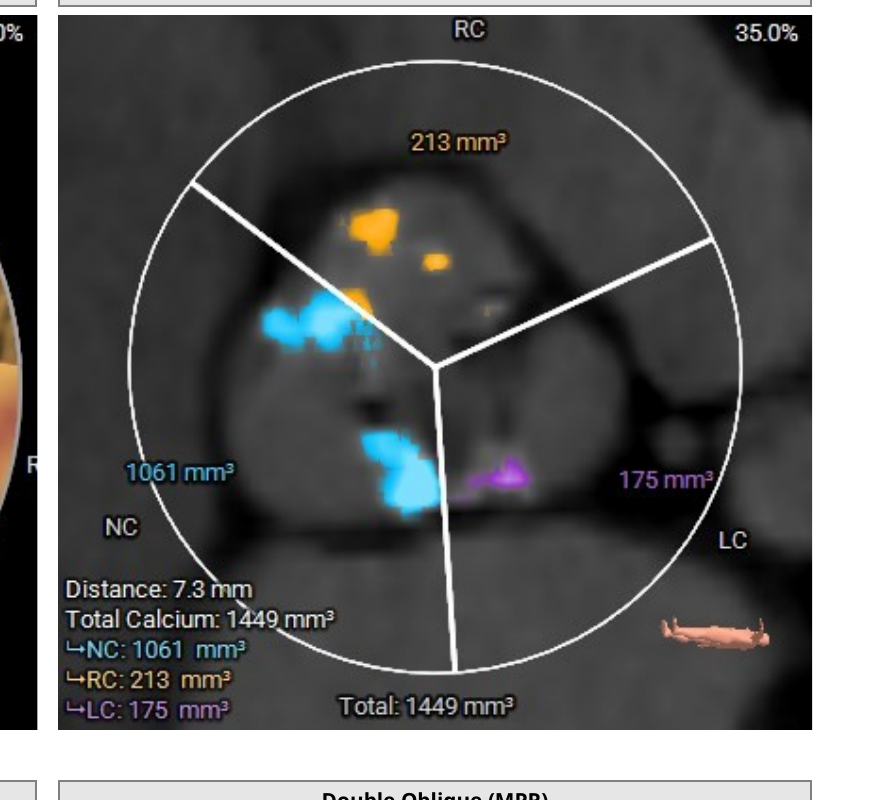 0%
RC
35.0%
213 mm³
R
1061 mm³
175 mm³
NC
LC
Distance: 7.3 mm
Total Calcium: 1449 mm³
↳NC: 1061 mm³
↳RC: 213 mm³
↳LC: 175 mm³
Total: 1449 mm³
Double Oblique (MPR)